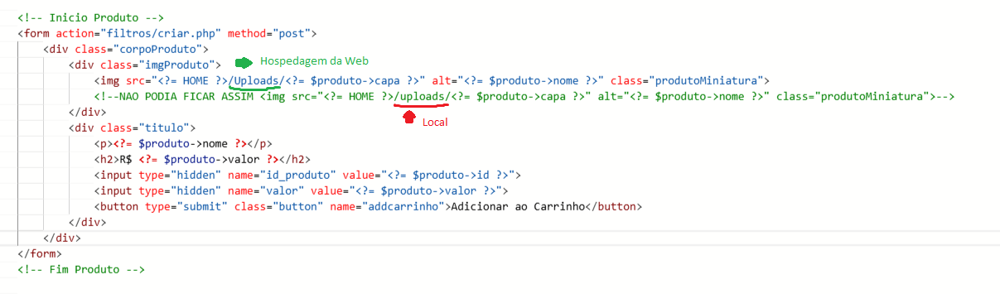 <!-- Inicio Produto -->
<form action="filtros/criar.php" method="post">
<div class="corpoProduto">
<div class="imgProduto">
Hospedagem da Web
<img src="<?= HOME ?>/Uploads/<?= $produto->capa ?>" alt="<?= $produto->nome ?>" class="produtoMiniatura">
<!--NAO PODIA FICAR ASSIM <img src="<?= HOME ?>/uploads/<?= $produto->capa ?>" alt="<?= $produto->nome ?>" class="produtoMiniatura">-->
</div>
Local
<div class="titulo">
<p><?= $produto->nome ?></p>
<h2>R$ <?= $produto->valor ?></h2>
<input type="hidden" name="id_produto" value="<?= $produto->id ?>">
<input type="hidden" name="valor" value="<?= $produto->valor ?>">
<button type="submit" class="button" name="addcarrinho">Adicionar ao Carrinho</button>
</div>
</div>
</form>
<!-- Fim Produto -->